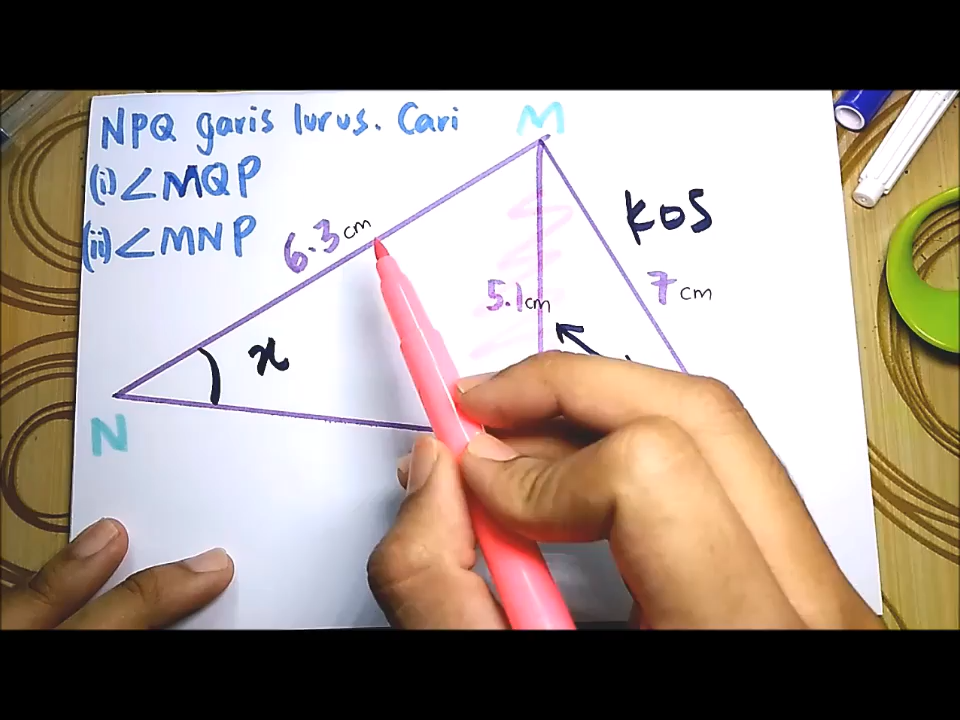 NPQ garis lurus. Cari
(i) ∠MQP
(ii) ∠MNP
M
6.3 cm
kos
5.1 cm
7 cm
x
N